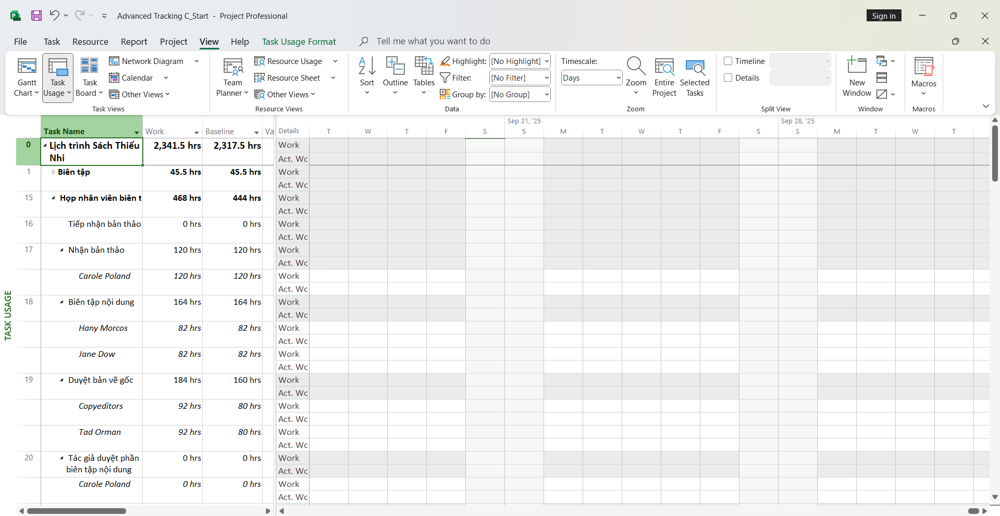 Advanced Tracking C_Start - Project Professional
Sign in
File Task Resource Report Project View Help Task Usage Format Tell me what you want to do
Gantt Chart
Task Usage
Task Board
Network Diagram
Calendar
Other Views
Task Views
Team Planner
Resource Usage
Resource Sheet
Other Views
Resource Views
Sort
Outline
Tables
Highlight: [No Highlight]
Filter: [No Filter]
Group by: [No Group]
Data
Timescale:
Days
Zoom
Entire Project
Selected Tasks
Zoom
Timeline
Details
Split View
New Window
Window
Macros
Macros
TASK USAGE
Sep 21, '25 Sep 28, '25
Task Name Work Baseline Va Details T W T F S S M T W T F S S M T W T
0 Lịch trình Sách Thiếu Nhi 2,341.5 hrs 2,317.5 hrs Work
Act. Wc
1 Biên tập 45.5 hrs 45.5 hrs Work
Act. Wc
15 Họp nhân viên biên t 468 hrs 444 hrs Work
Act. Wc
16 Tiếp nhận bản thảo 0 hrs 0 hrs Work
Act. Wc
17 Nhận bản thảo 120 hrs 120 hrs Work
Act. Wc
Carole Poland 120 hrs 120 hrs Work
Act. Wc
18 Biên tập nội dung 164 hrs 164 hrs Work
Act. Wc
Hany Morcos 82 hrs 82 hrs Work
Act. Wc
Jane Dow 82 hrs 82 hrs Work
Act. Wc
19 Duyệt bản vẽ gốc 184 hrs 160 hrs Work
Act. Wc
Copyeditors 92 hrs 80 hrs Work
Act. Wc
Tad Orman 92 hrs 80 hrs Work
Act. Wc
20 Tác giả duyệt phần biên tập nội dung 0 hrs 0 hrs Work
Act. Wc
Carole Poland 0 hrs 0 hrs Work
Act. Wc